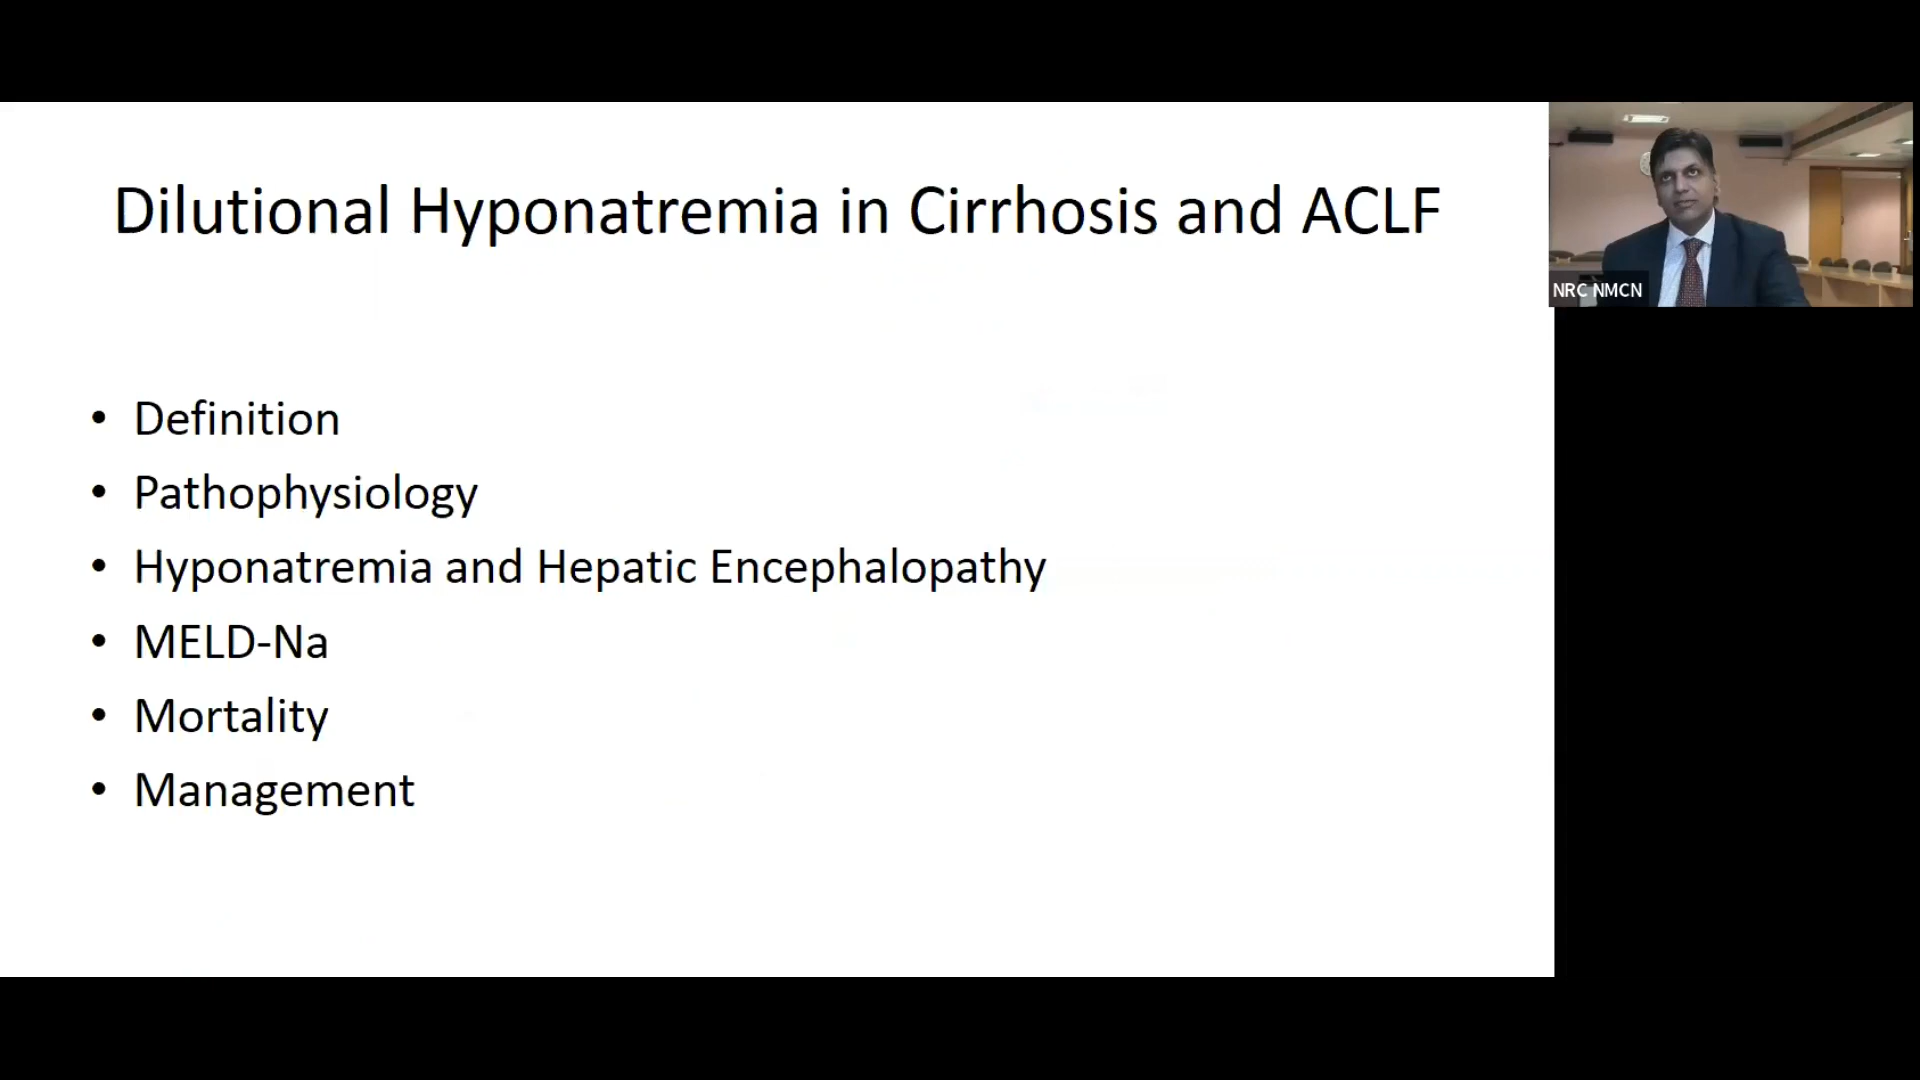 Dilutional Hyponatremia in Cirrhosis and ACLF
NRC NMCN
• Definition
• Pathophysiology
• Hyponatremia and Hepatic Encephalopathy
• MELD-Na
• Mortality
• Management